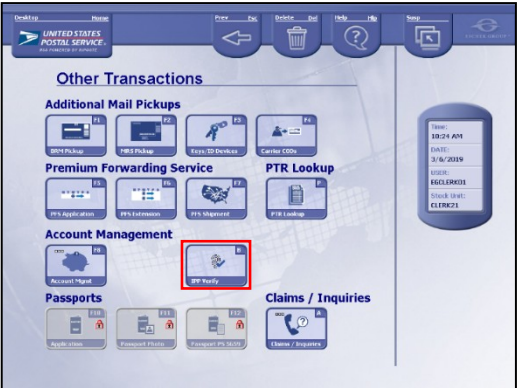 Desktop Home Prev Esc Delete Del Help Hlp Susp
UNITED STATES
POSTAL SERVICE.
Other Transactions
Additional Mail Pickups
F1 F2 F3 F4
BRM Pickup MRS Pickup Keys/ID Devices Carrier CODs
Premium Forwarding Service PTR Lookup
F5 F6 F7 P
PFS Application PFS Extension PFS Shipment PTR Lookup
Account Management
F8
Account Mgmt IPP Verify
Passports Claims / Inquiries
F10 F11 F12 A
Application Passport Photo Passport PS Claims / Inquires
Time:
10:24 AM
DATE:
3/6/2019
USER:
E6CLERK01
Stock Unit:
CLERK21